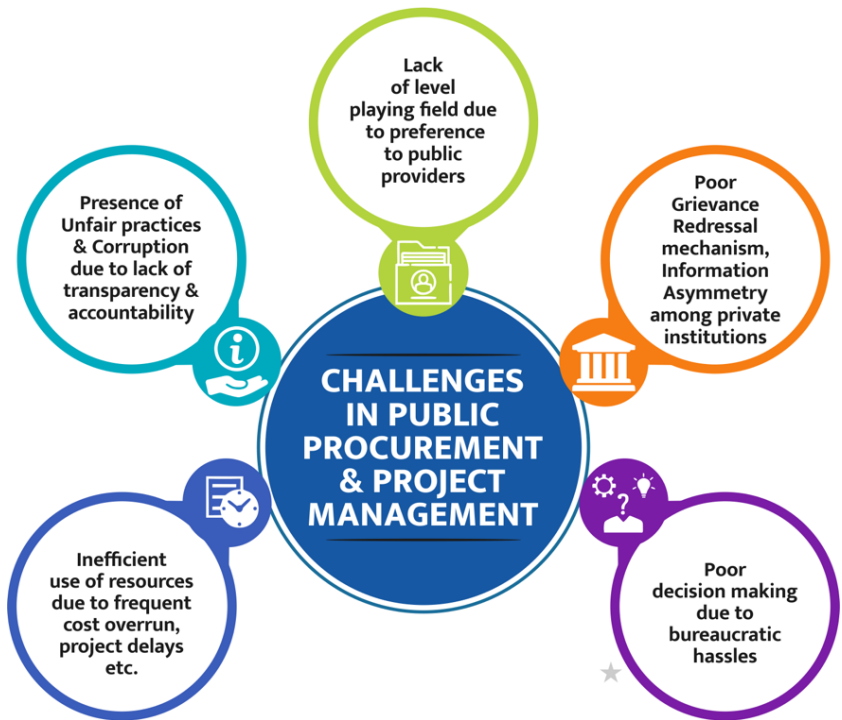 Lack
of level
playing field due
to preference
to public
providers
Presence of
Unfair practices
& Corruption
due to lack of
transparency &
accountability
Poor
Grievance
Redressal
mechanism,
Information
Asymmetry
among private
institutions
CHALLENGES
IN PUBLIC
PROCUREMENT
& PROJECT
MANAGEMENT
Inefficient
use of resources
due to frequent
cost overrun,
project delays
etc.
Poor
decision making
due to
bureaucratic
hassles